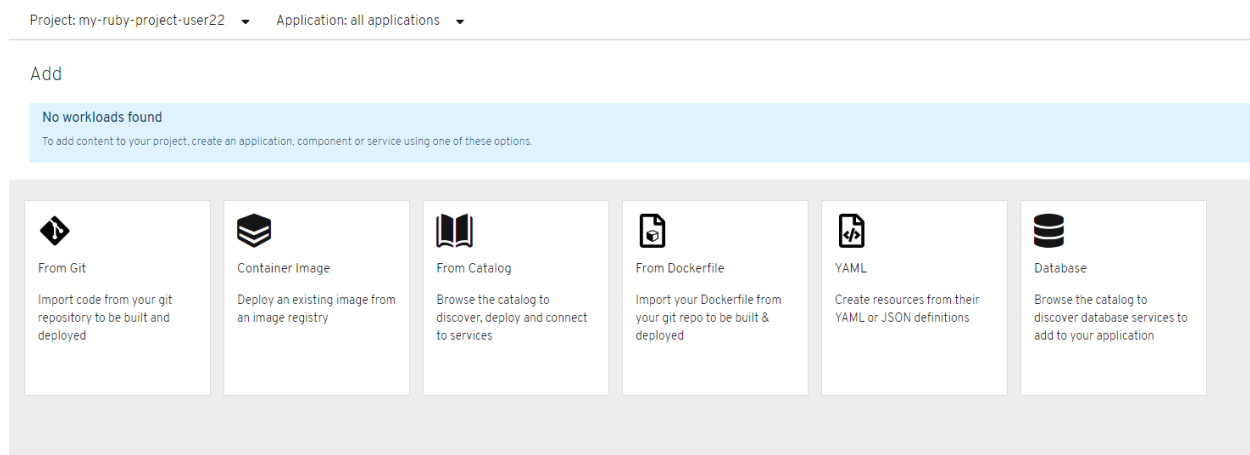 Project: my-ruby-project-user22 Application: all applications
Add
No workloads found
To add content to your project, create an application, component or service using one of these options.
From Git
Import code from your git
repository to be built and
deployed
Container Image
Deploy an existing image from
an image registry
From Catalog
Browse the catalog to
discover, deploy and connect
to services
From Dockerfile
Import your Dockerfile from
your git repo to be built &
deployed
YAML
Create resources from their
YAML or JSON definitions
Database
Browse the catalog to
discover database services to
add to your application